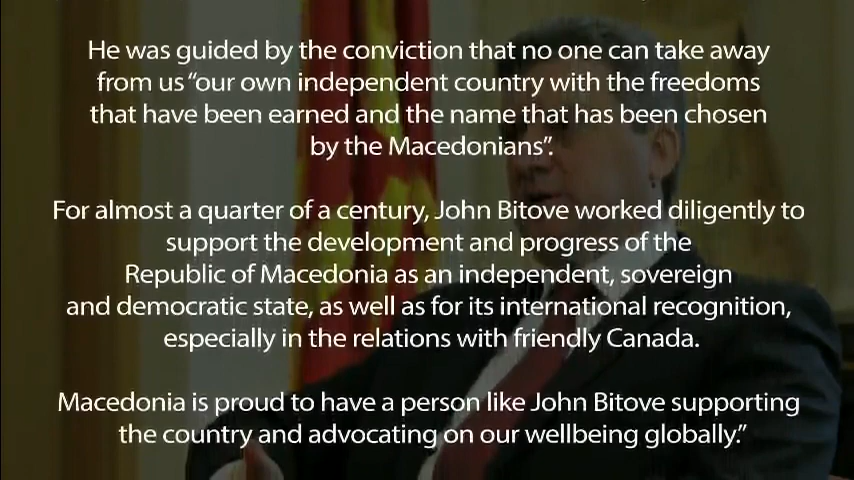 He was guided by the conviction that no one can take away
from us “our own independent country with the freedoms
that have been earned and the name that has been chosen
by the Macedonians”.
For almost a quarter of a century, John Bitove worked diligently to
support the development and progress of the
Republic of Macedonia as an independent, sovereign
and democratic state, as well as for its international recognition,
especially in the relations with friendly Canada.
Macedonia is proud to have a person like John Bitove supporting
the country and advocating on our wellbeing globally.”